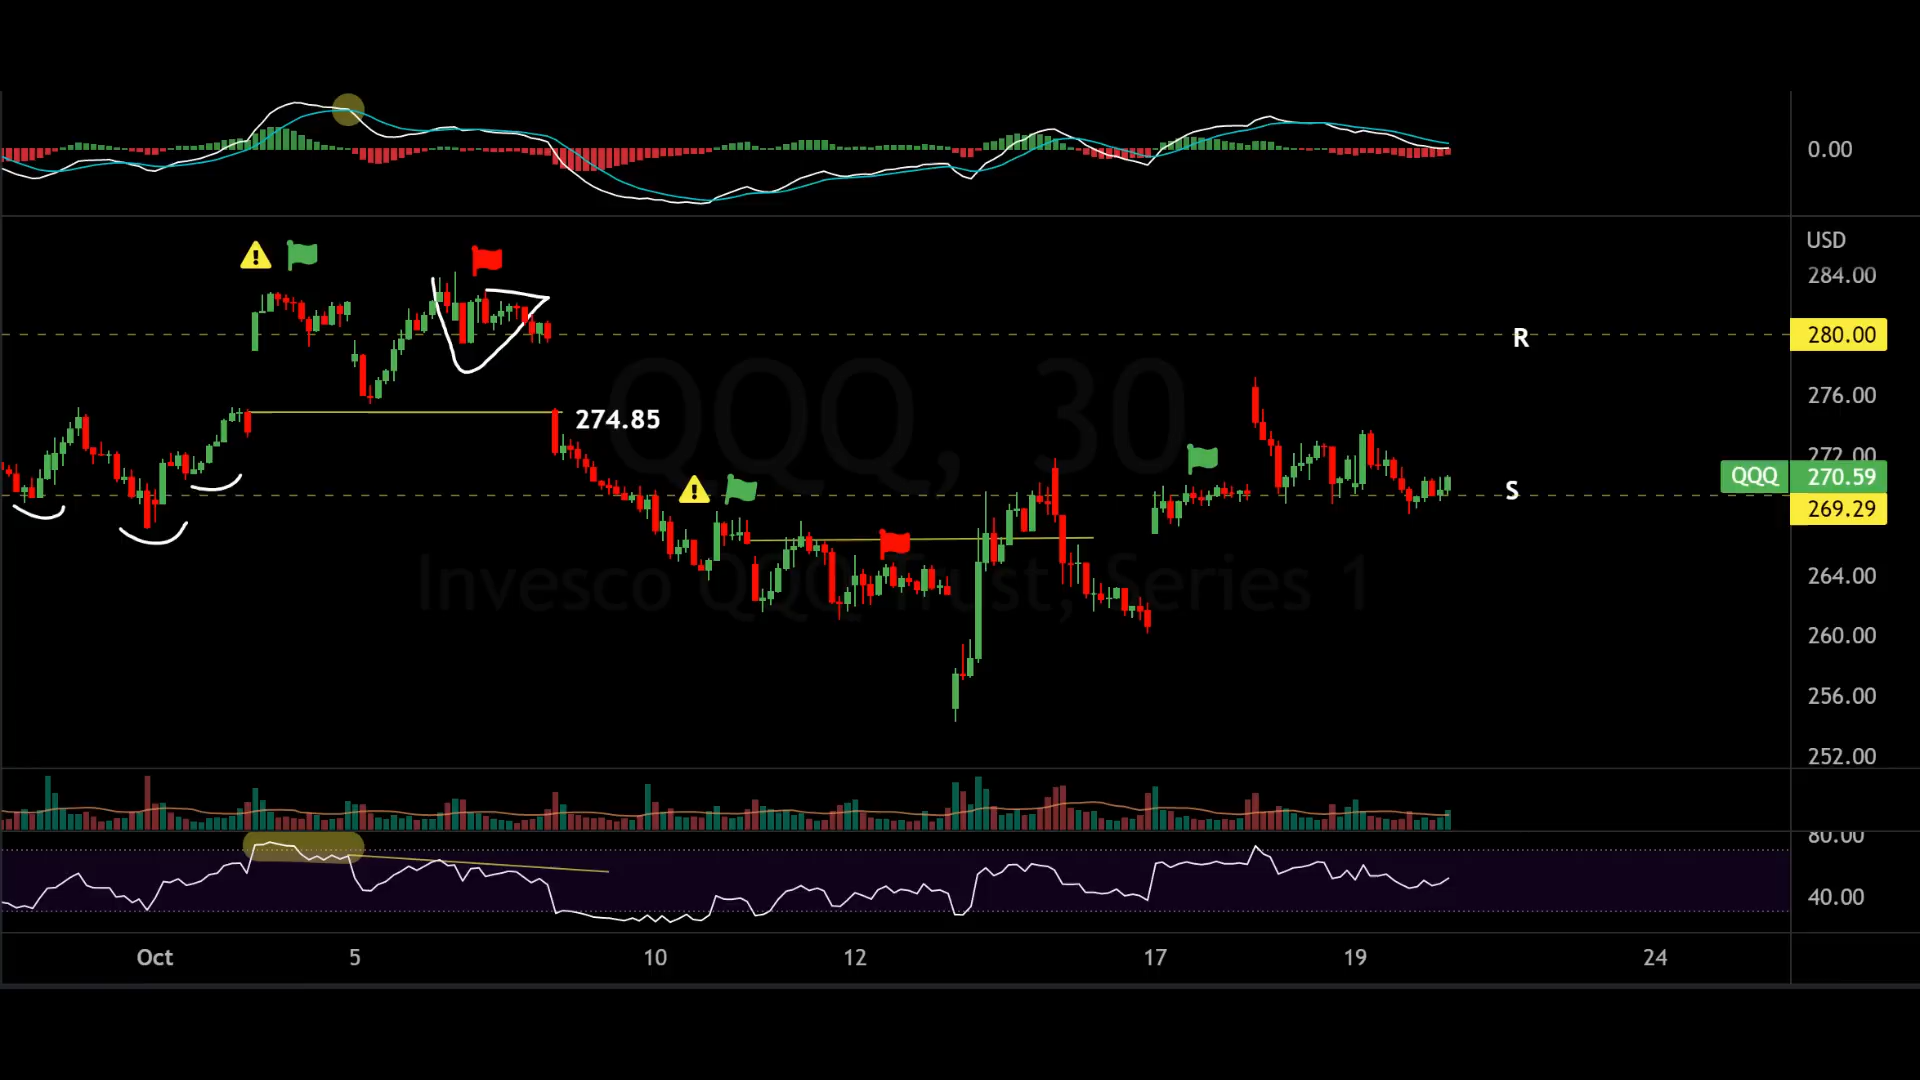 0.00
USD
284.00
R
280.00
276.00
274.85
QQQ, 30
272.00
QQQ 270.59
S
269.29
Invesco QQQ Trust, Series 1
264.00
260.00
256.00
252.00
80.00
40.00
Oct 5 10 12 17 19 24